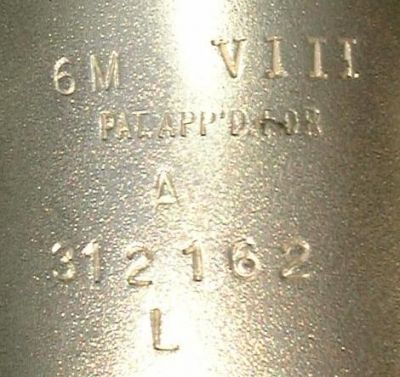 6M VIII
PAT.APP'D.FOR
A
312162
L